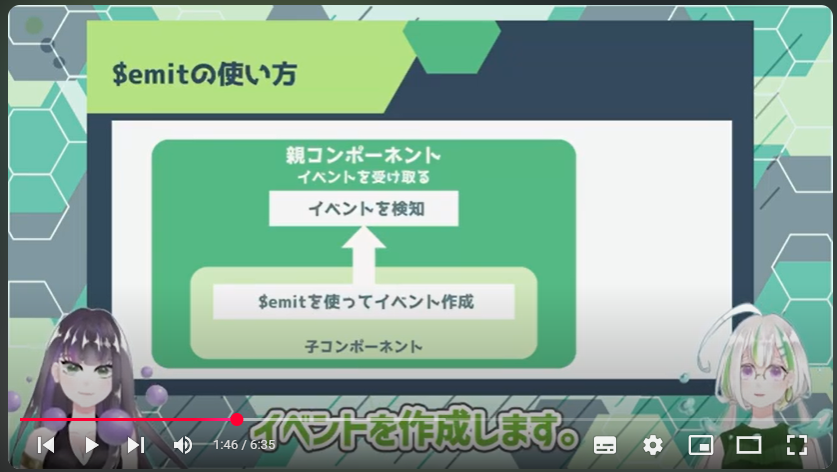 $emitの使い方
親コンポーネント
イベントを受け取る
イベントを検知
$emitを使ってイベント作成
子コンポーネント
イベントを作成します。
1:46 / 6:35